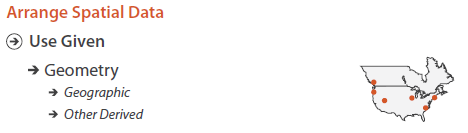 Arrange Spatial Data
Use Given
Geometry
Geographic
Other Derived